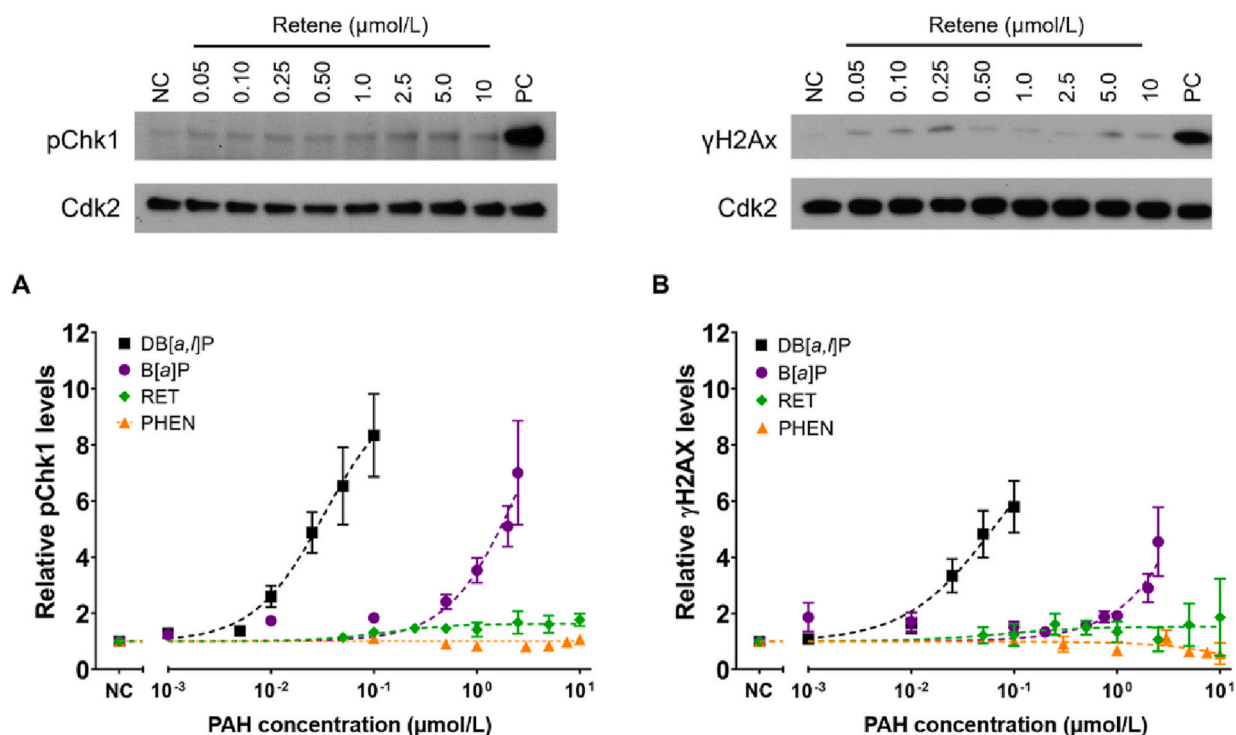 Retene (µmol/L)
NC 0.05 0.10 0.25 0.50 1.0 2.5 5.0 10 PC
pChk1
Cdk2
Retene (µmol/L)
NC 0.05 0.10 0.25 0.50 1.0 2.5 5.0 10 PC
γH2Ax
Cdk2
A
12
10
8
6
4
2
0
Relative pChk1 levels
DB[a,l]P
B[a]P
RET
PHEN
NC 10⁻³ 10⁻² 10⁻¹ 10⁰ 10¹
PAH concentration (µmol/L)
B
12
10
8
6
4
2
0
Relative γH2AX levels
DB[a,l]P
B[a]P
RET
PHEN
NC 10⁻³ 10⁻² 10⁻¹ 10⁰ 10¹
PAH concentration (µmol/L)